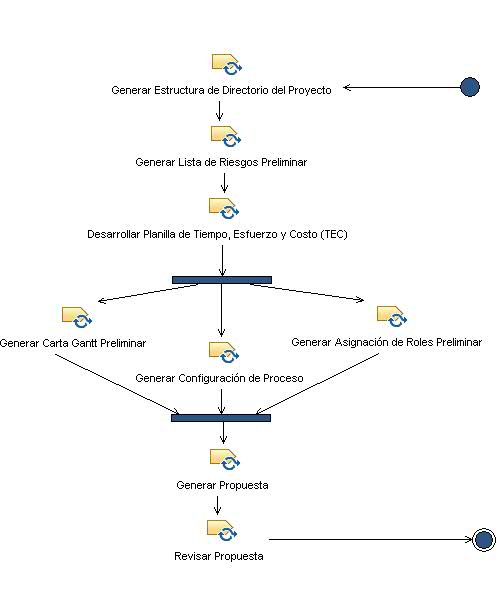 Generar Estructura de Directorio del Proyecto
Generar Lista de Riesgos Preliminar
Desarrollar Planilla de Tiempo, Esfuerzo y Costo (TEC)
Generar Carta Gantt Preliminar
Generar Asignación de Roles Preliminar
Generar Configuración de Proceso
Generar Propuesta
Revisar Propuesta